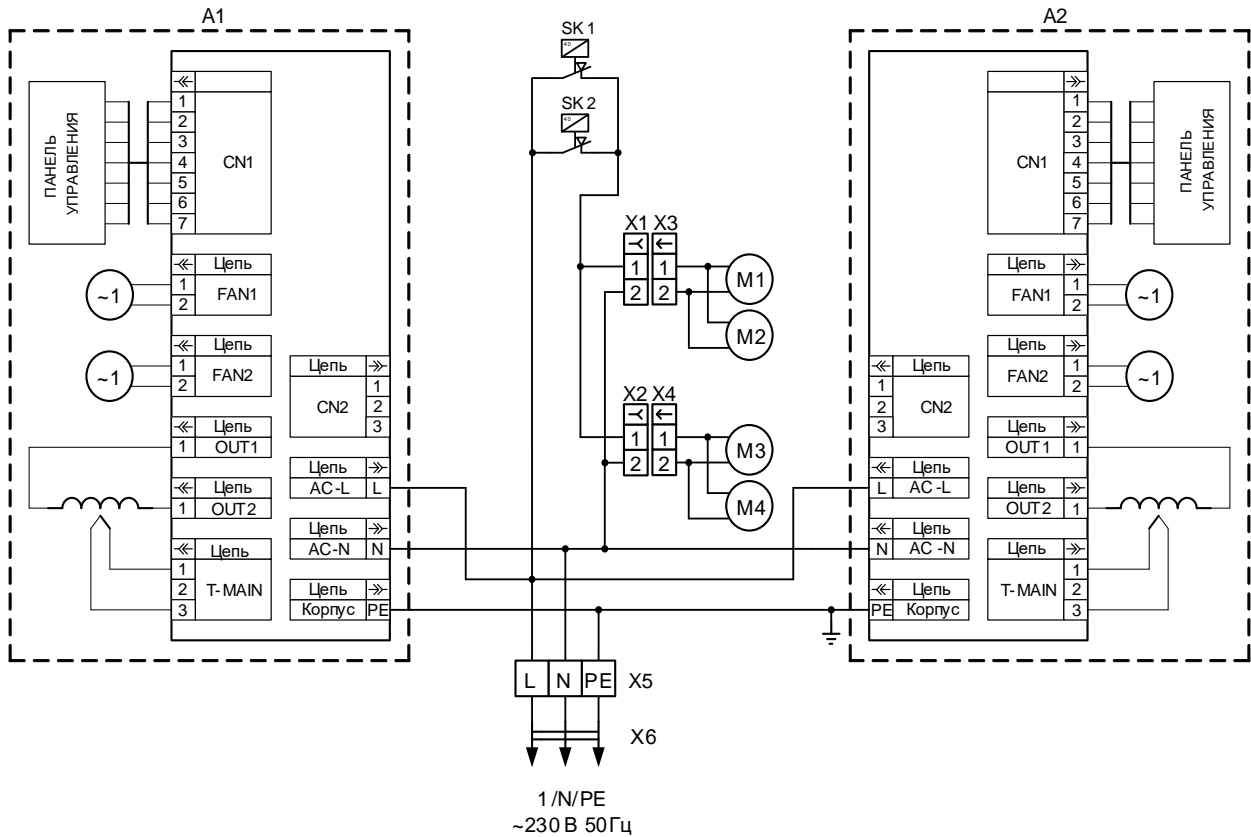 A1
ПАНЕЛЬ
УПРАВЛЕНИЯ
1
2
3
4
5
6
7
CN1
Цепь
1
2
FAN1
Цепь
1
2
FAN2
Цепь
1
OUT1
Цепь
1
OUT2
Цепь
1
2
3
T-MAIN
Цепь
CN2
1
2
3
Цепь
AC-L
L
Цепь
AC-N
N
Цепь
Корпус
PE
SK 1
40
SK 2
40
X1 X3
1 1
2 2
M1
M2
X2 X4
1 1
2 2
M3
M4
~1
~1
L N PE X5
X6
1/N/PE
~230 В 50Гц
A2
CN1
1
2
3
4
5
6
7
ПАНЕЛЬ
УПРАВЛЕНИЯ
Цепь
FAN1
1
2
~1
Цепь
FAN2
1
2
~1
Цепь
1
2
3
CN2
Цепь
OUT1
1
Цепь
L
AC-L
Цепь
OUT2
1
Цепь
N
AC -N
Цепь
T-MAIN
1
2
3
Цепь
PE
Корпус